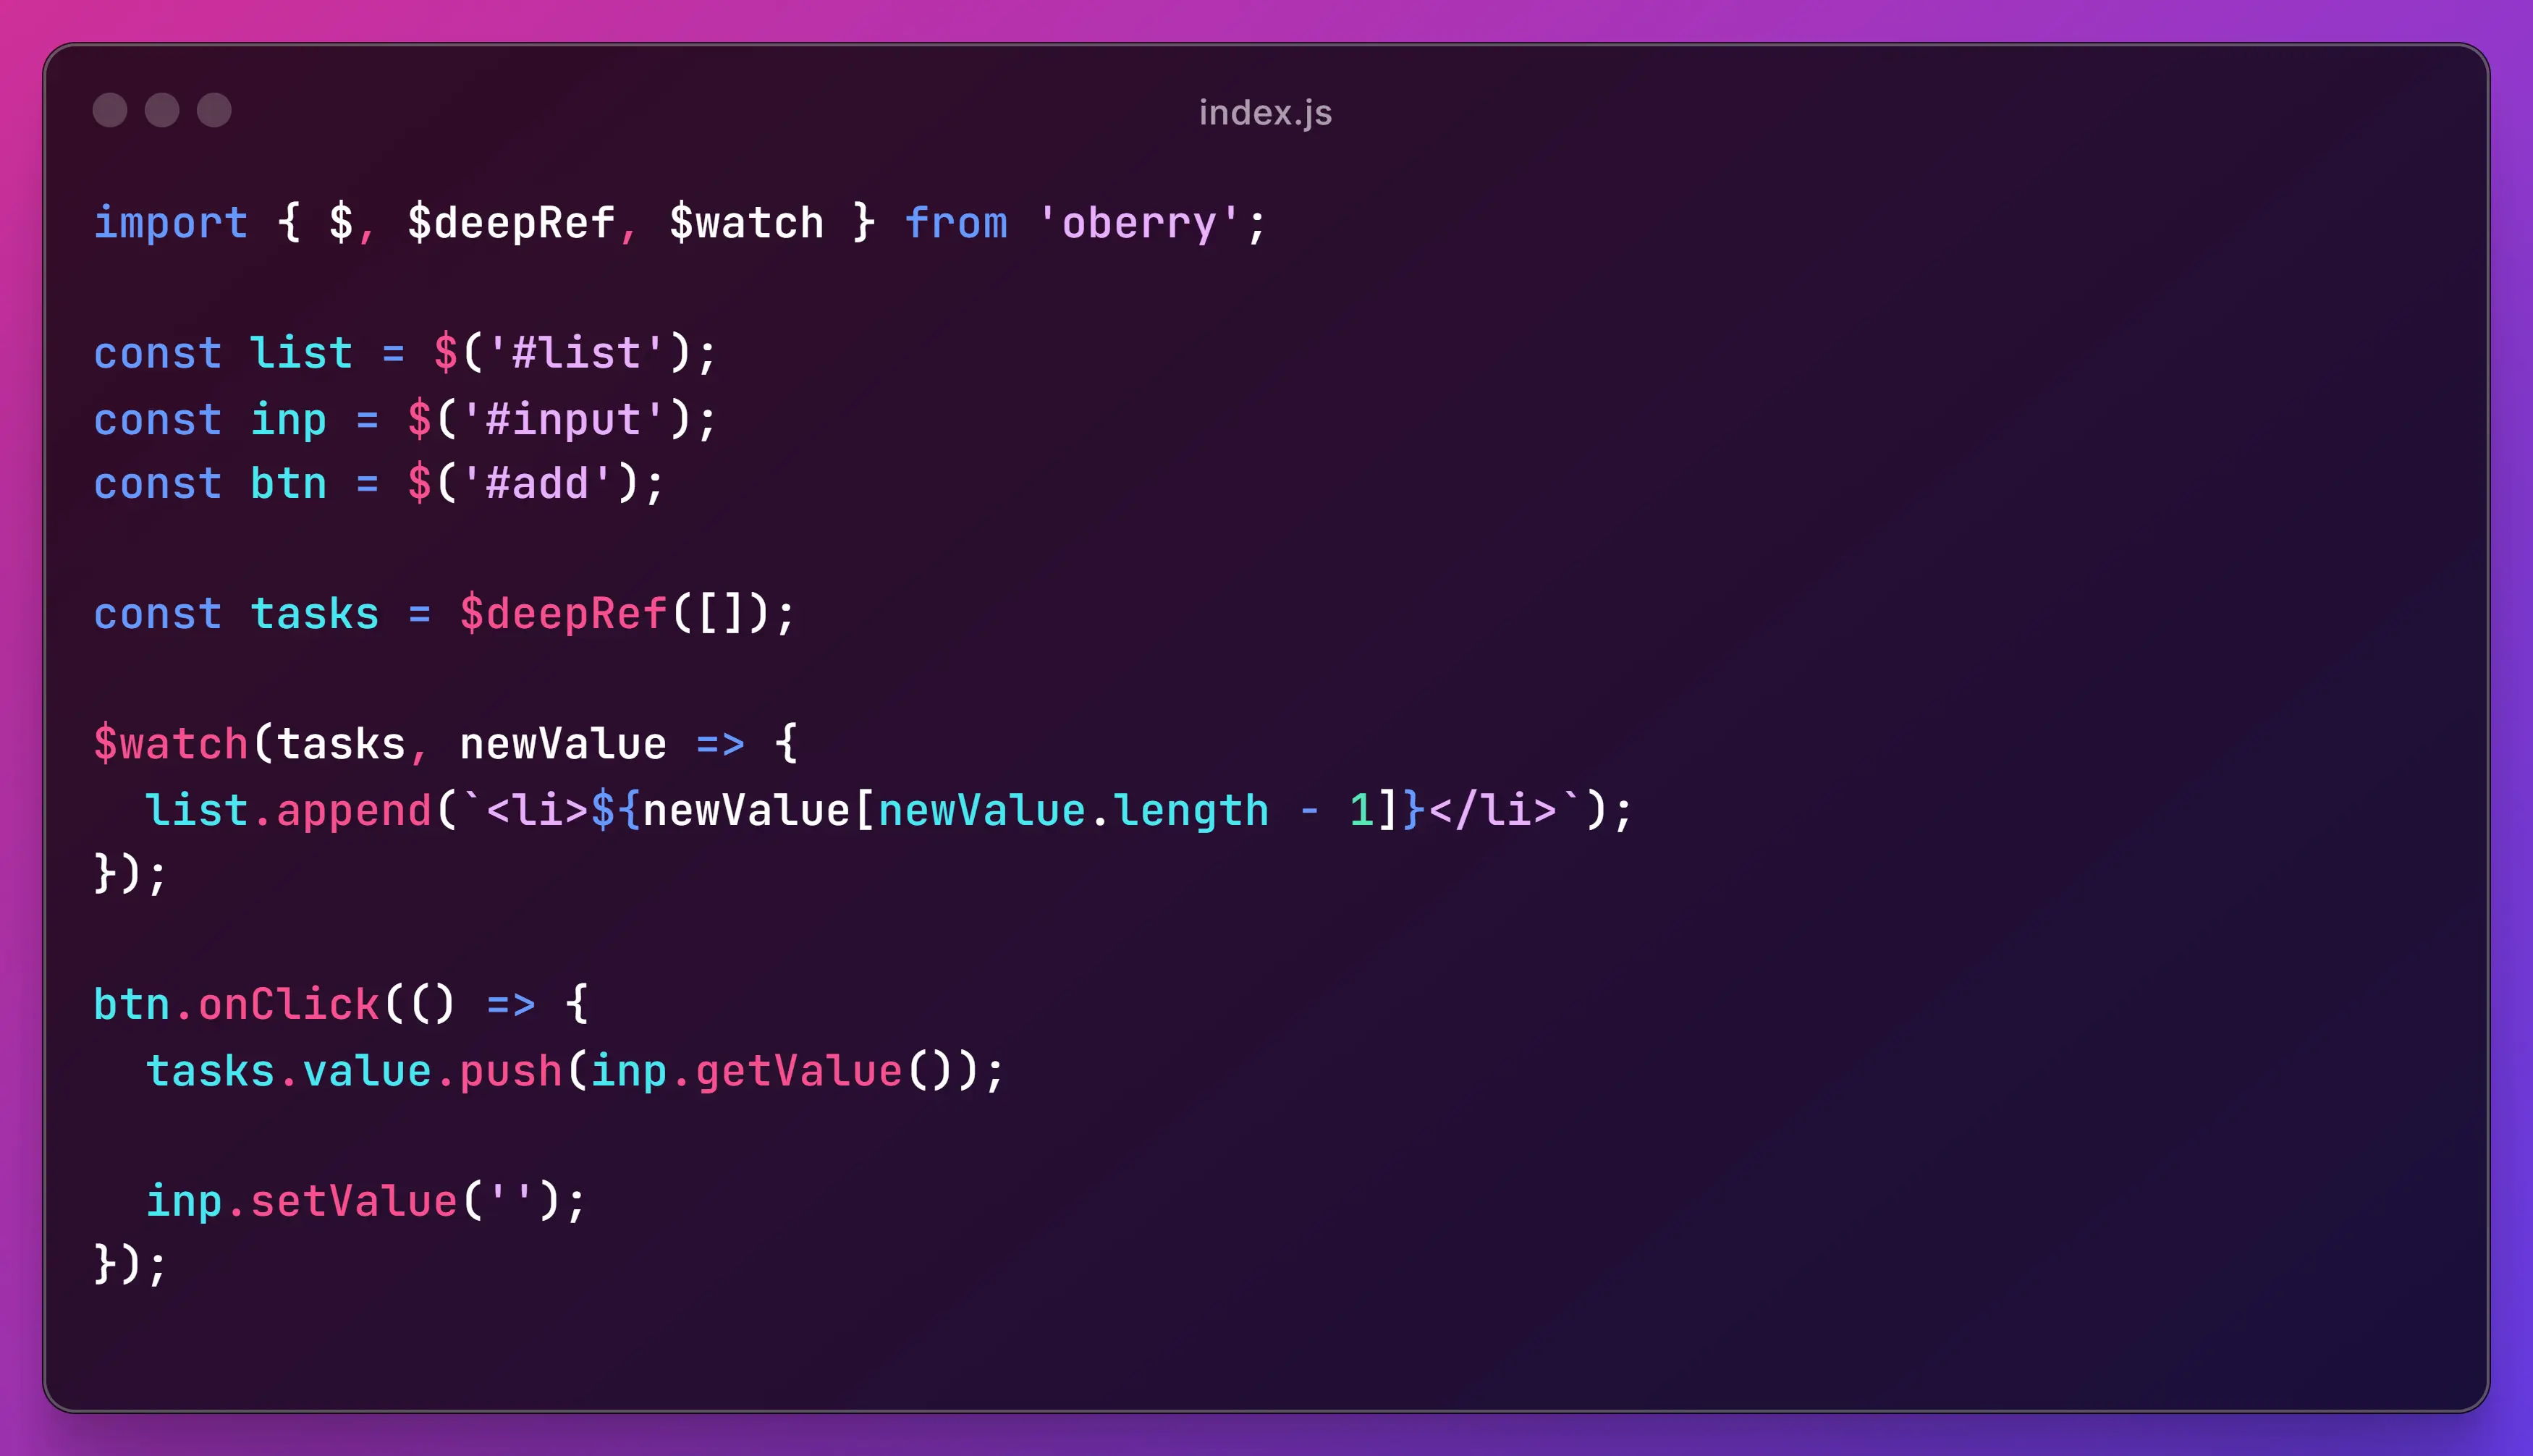 index.js
import { $, $deepRef, $watch } from 'oberry';
const list = $('#list');
const inp = $('#input');
const btn = $('#add');
const tasks = $deepRef([]);
$watch(tasks, newValue => {
  list.append(`<li>${newValue[newValue.length - 1]}</li>`);
});
btn.onClick(() => {
  tasks.value.push(inp.getValue());
  inp.setValue('');
});